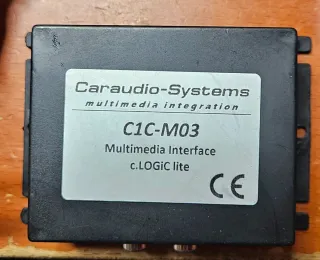 Caraudio-Systems
multimedia integration
C1C-M03
Multimedia Interface
c.LOGiC lite
CE